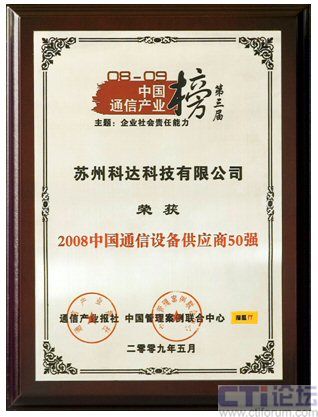 08-09
中国
通信产业
榜
第三届
主题：企业社会责任能力
苏州科达科技有限公司
荣获
2008中国通信设备供应商50强
通信产业报社 中国管理案例联合中心 搜狐IT
二零零九年五月
CTI论坛
www.ctiforum.com